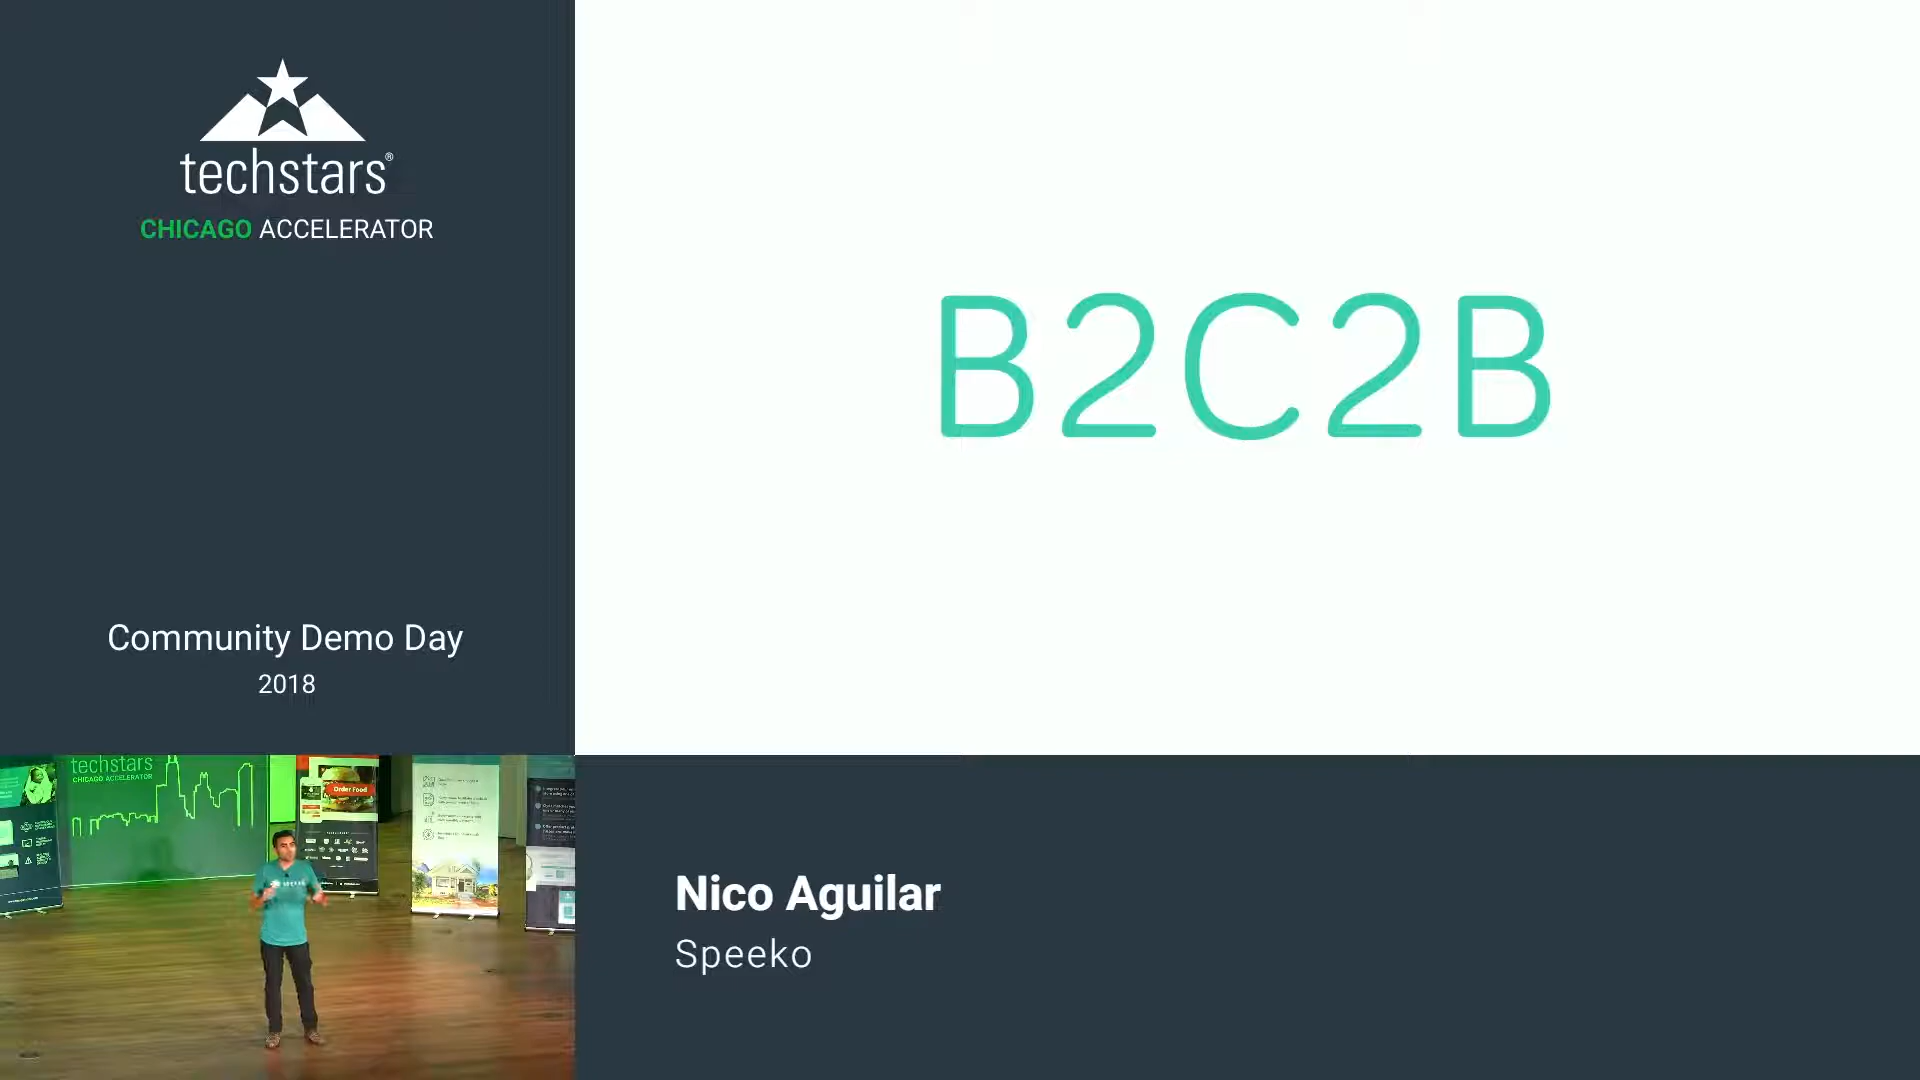 techstars®
CHICAGO ACCELERATOR
B2C2B
Community Demo Day
2018
techstars
CHICAGO ACCELERATOR
Order Food
Nico Aguilar
Speeko